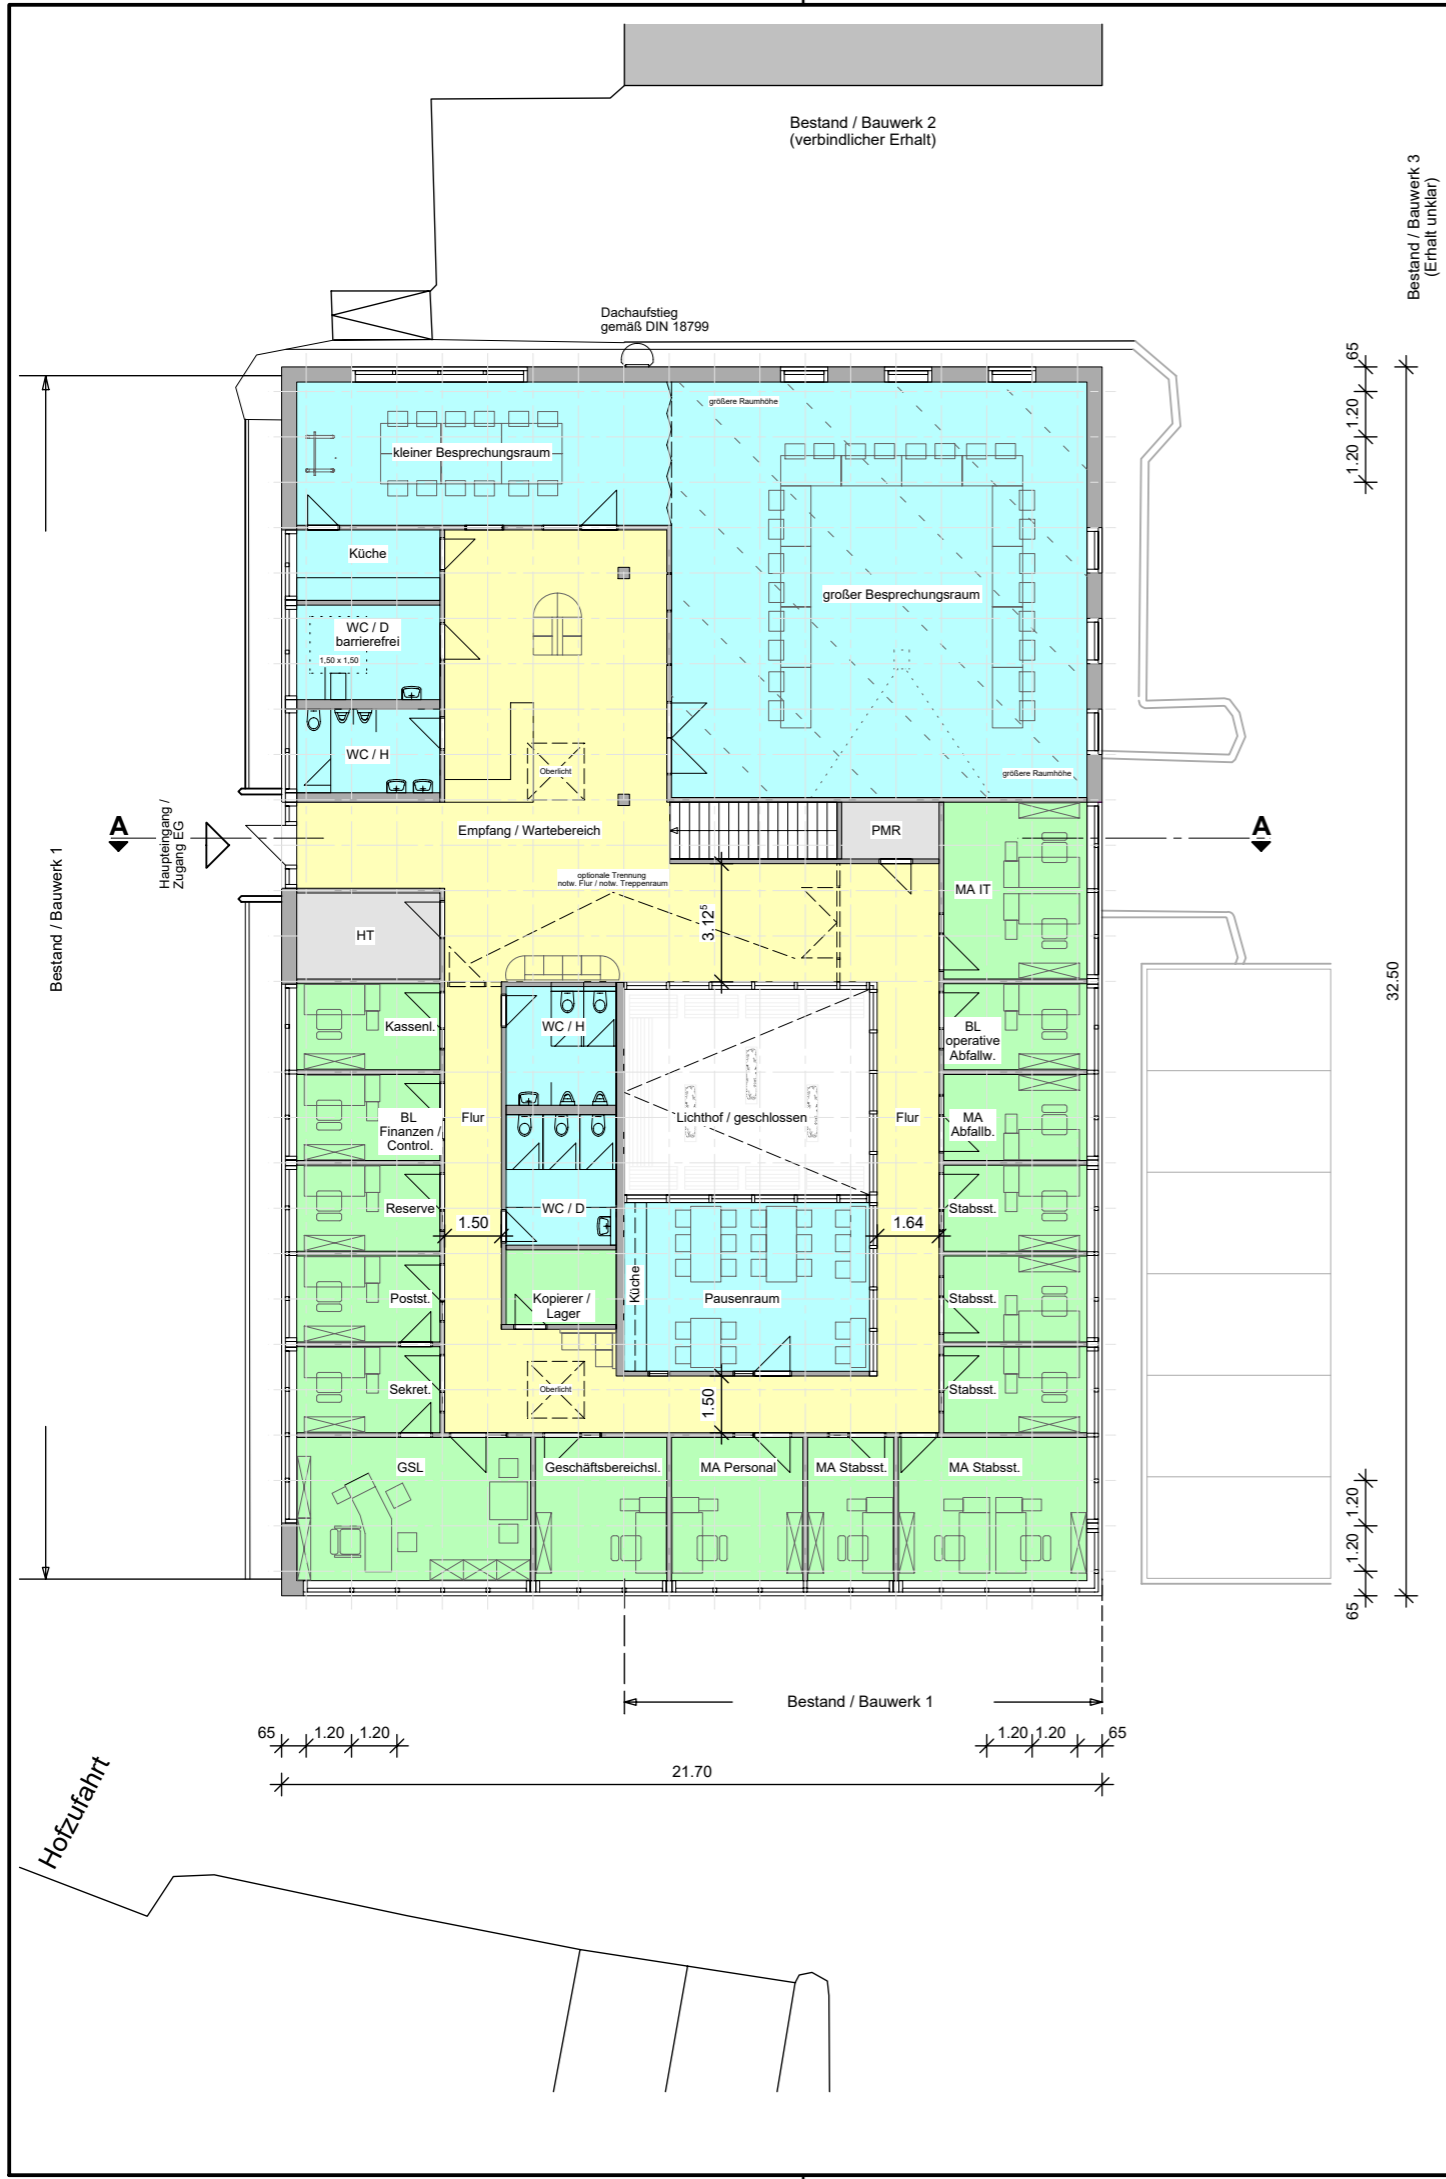 Bestand / Bauwerk 2
(verbindlicher Erhalt)
Bestand / Bauwerk 3
(Erhalt unklar)
Dachaufstieg
gemäß DIN 18799
65
1.20
1.20
größere Raumhöhe
kleiner Besprechungsraum
Küche
großer Besprechungsraum
WC / D
barrierefrei
1,50 x 1,50
WC / H
Oberlicht
größere Raumhöhe
Bestand / Bauwerk 1
A
Haupteingang /
Zugang EG
Empfang / Wartebereich
PMR
A
optionale Trennung
notw. Flur / notw. Treppenraum
MA IT
3.12⁵
HT
32.50
Kassenl.
WC / H
BL
operative
Abfallw.
BL
Finanzen /
Control.
Flur
Lichthof / geschlossen
Flur
MA
Abfallb.
Reserve
1.50
WC / D
1.64
Stabsst.
Postst.
Kopierer /
Lager
Küche
Pausenraum
Stabsst.
Sekret.
Oberlicht
1.50
Stabsst.
GSL
Geschäftsbereichsl.
MA Personal
MA Stabsst.
MA Stabsst.
1.20
1.20
65
Bestand / Bauwerk 1
65
1.20
1.20
1.20
1.20
65
21.70
Hofzufahrt